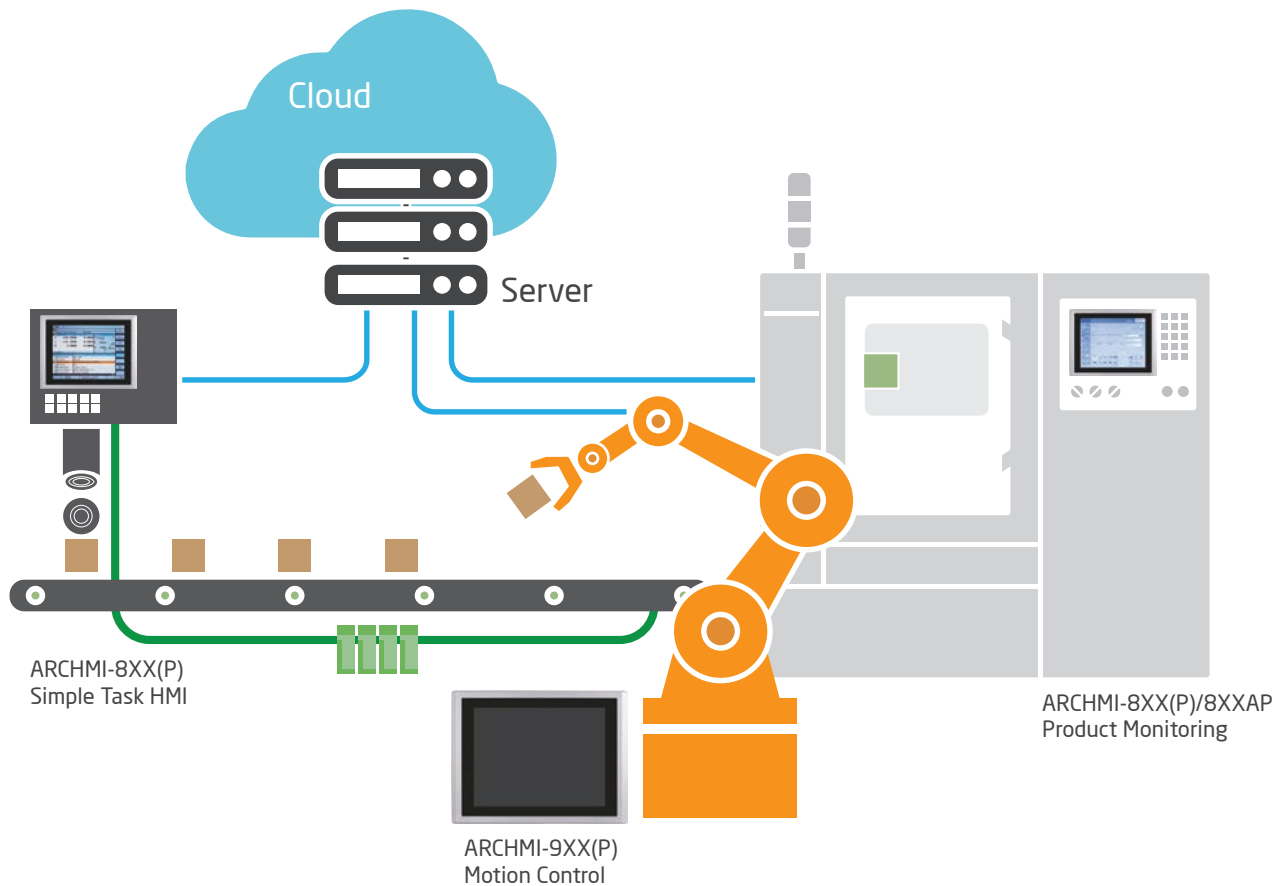 Cloud
Server
ARCHMI-8XX(P)
Simple Task HMI
ARCHMI-8XX(P)/8XXAP
Product Monitoring
ARCHMI-9XX(P)
Motion Control